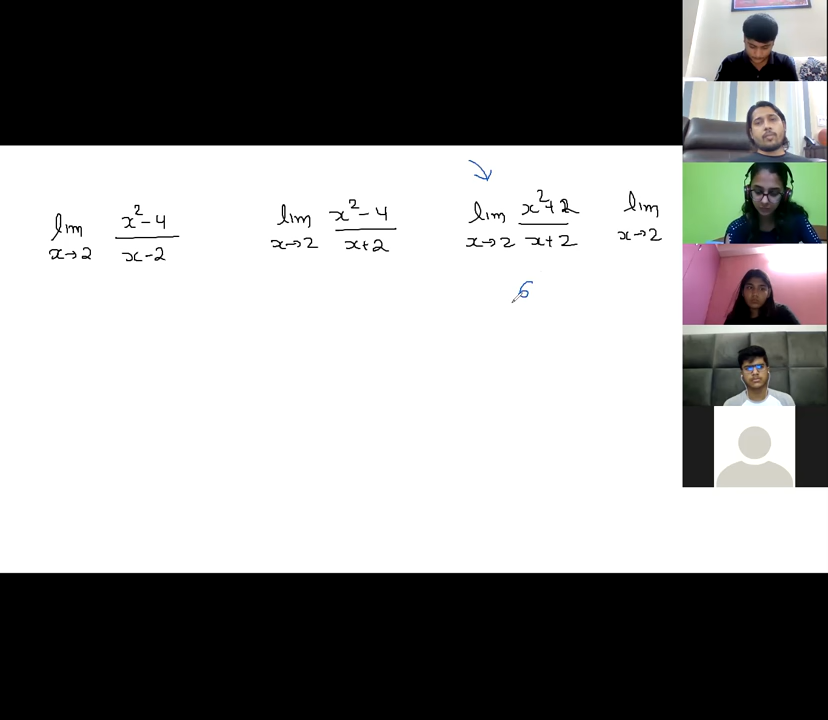 lim x→2 x²-4 / x-2
lim x→2 x²-4 / x+2
lim x→2 x²+2 / x+2
lim x→2
6